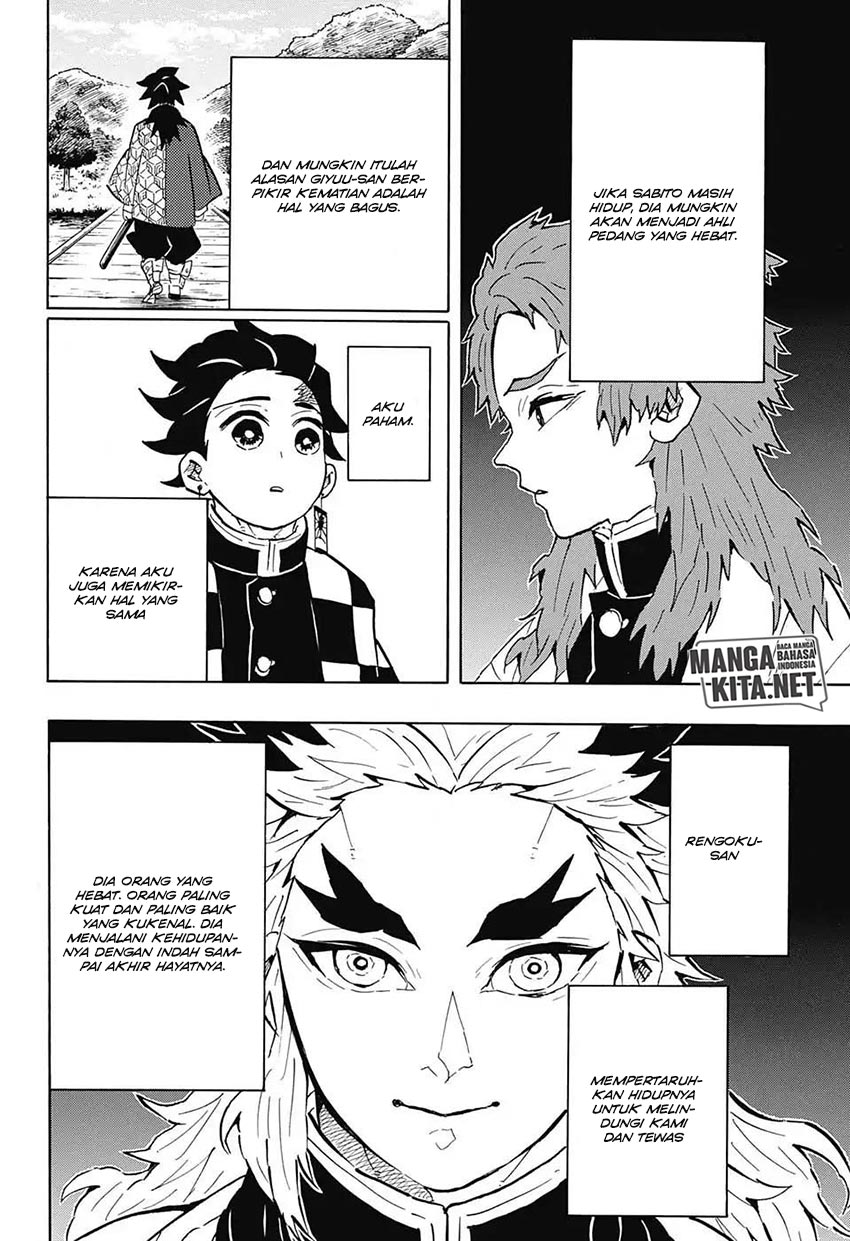 JIKA SABITO MASIH
HIDUP, DIA MUNGKIN
AKAN MENJADI AHLI
PEDANG YANG HEBAT.
DAN MUNGKIN ITULAH
ALASAN GIYUU-SAN BER-
PIKIR KEMATIAN ADALAH
HAL YANG BAGUS.
AKU
PAHAM.
KARENA AKU
JUGA MEMIKIR-
KAN HAL YANG
SAMA
MANGA
KITA.NET
BACA MANGA
BAHASA
INDONESIA
RENGOKU-
SAN
MEMPERTARUH-
KAN HIDUPNYA
UNTUK MELIN-
DUNGI KAMI
DAN TEWAS
DIA ORANG YANG
HEBAT. ORANG PALING
KUAT DAN PALING BAIK
YANG KUKENAL. DIA
MENJALANI KEHIDUPAN-
NYA DENGAN INDAH SAM-
PAI AKHIR HAYATNYA.